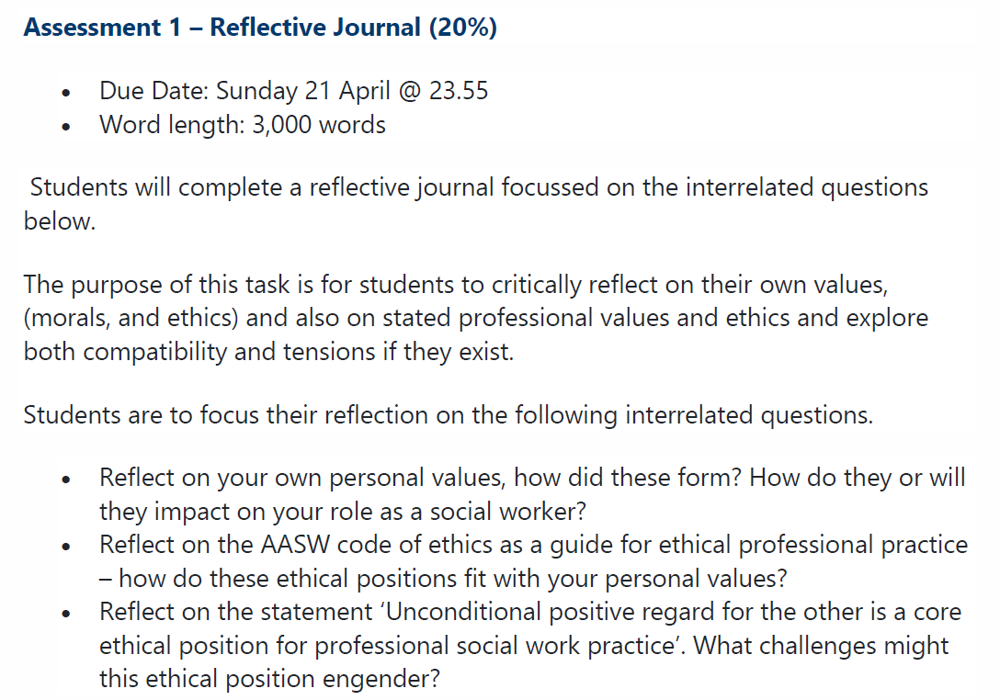 Assessment 1 – Reflective Journal (20%)
• Due Date: Sunday 21 April @ 23.55
• Word length: 3,000 words
Students will complete a reflective journal focussed on the interrelated questions
below.
The purpose of this task is for students to critically reflect on their own values,
(morals, and ethics) and also on stated professional values and ethics and explore
both compatibility and tensions if they exist.
Students are to focus their reflection on the following interrelated questions.
• Reflect on your own personal values, how did these form? How do they or will
they impact on your role as a social worker?
• Reflect on the AASW code of ethics as a guide for ethical professional practice
– how do these ethical positions fit with your personal values?
• Reflect on the statement ‘Unconditional positive regard for the other is a core
ethical position for professional social work practice’. What challenges might
this ethical position engender?